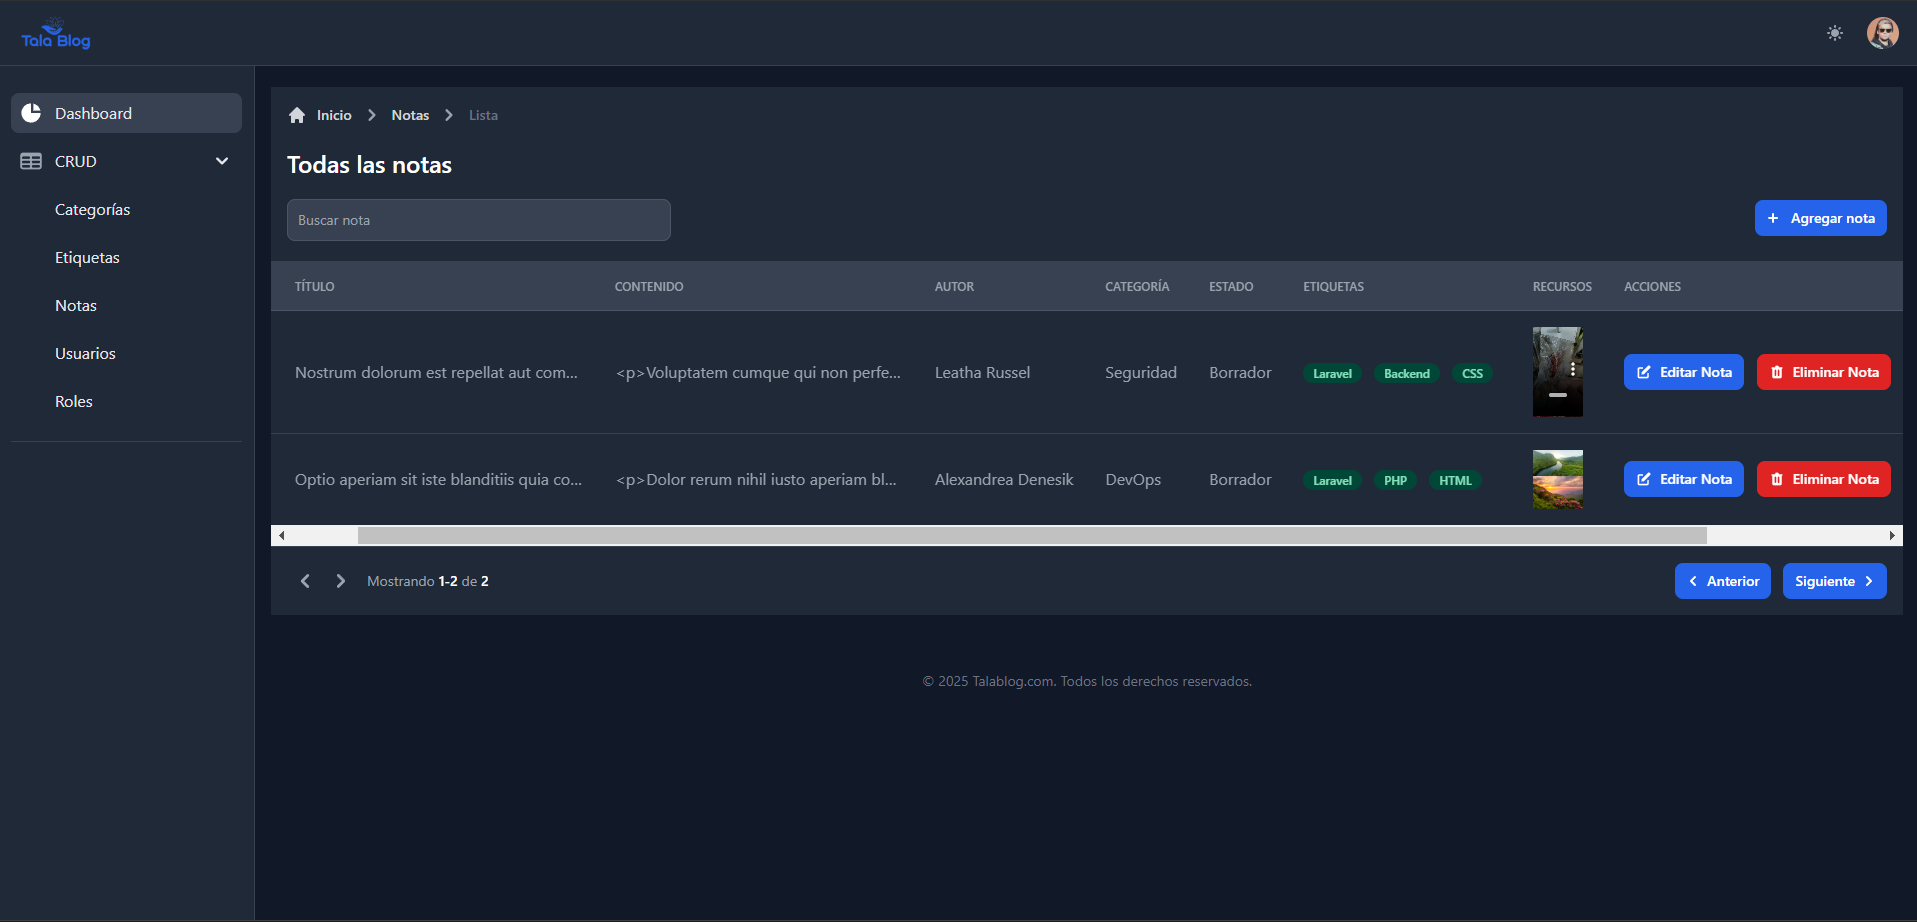 Tala Blog
Dashboard
CRUD
Categorías
Etiquetas
Notas
Usuarios
Roles
Inicio > Notas > Lista
Todas las notas
Buscar nota
+ Agregar nota
TÍTULO CONTENIDO AUTOR CATEGORÍA ESTADO ETIQUETAS RECURSOS ACCIONES
Nostrum dolorum est repellat aut com... <p>Voluptatem cumque qui non perfe... Leatha Russel Seguridad Borrador Laravel Backend CSS Editar Nota Eliminar Nota
Optio aperiam sit iste blanditiis quia co... <p>Dolor rerum nihil iusto aperiam bl... Alexandrea Denesik DevOps Borrador Laravel PHP HTML Editar Nota Eliminar Nota
Mostrando 1-2 de 2 Anterior Siguiente
© 2025 Talablog.com. Todos los derechos reservados.